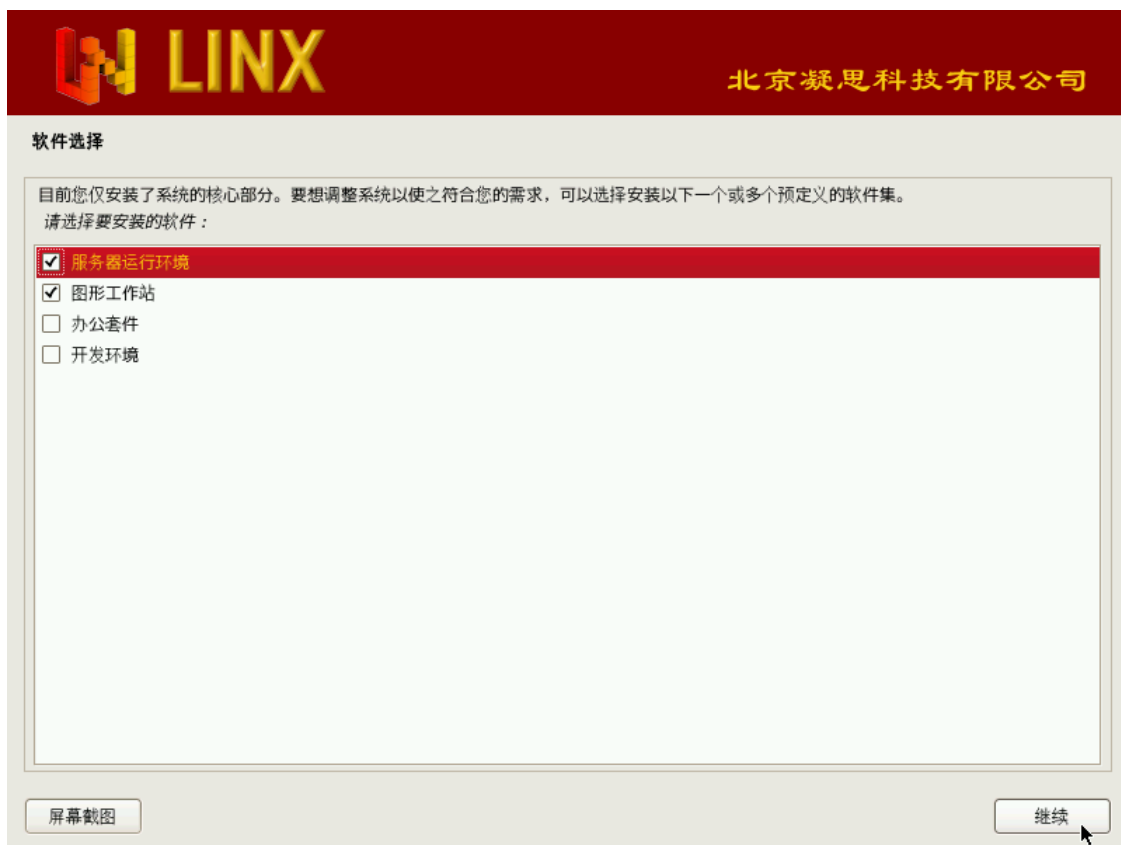 LINX
北京凝思科技有限公司
软件选择
目前您仅安装了系统的核心部分。要想调整系统以使之符合您的需求，可以选择安装以下一个或多个预定义的软件集。
请选择要安装的软件：
服务器运行环境
图形工作站
办公套件
开发环境
屏幕截图
继续